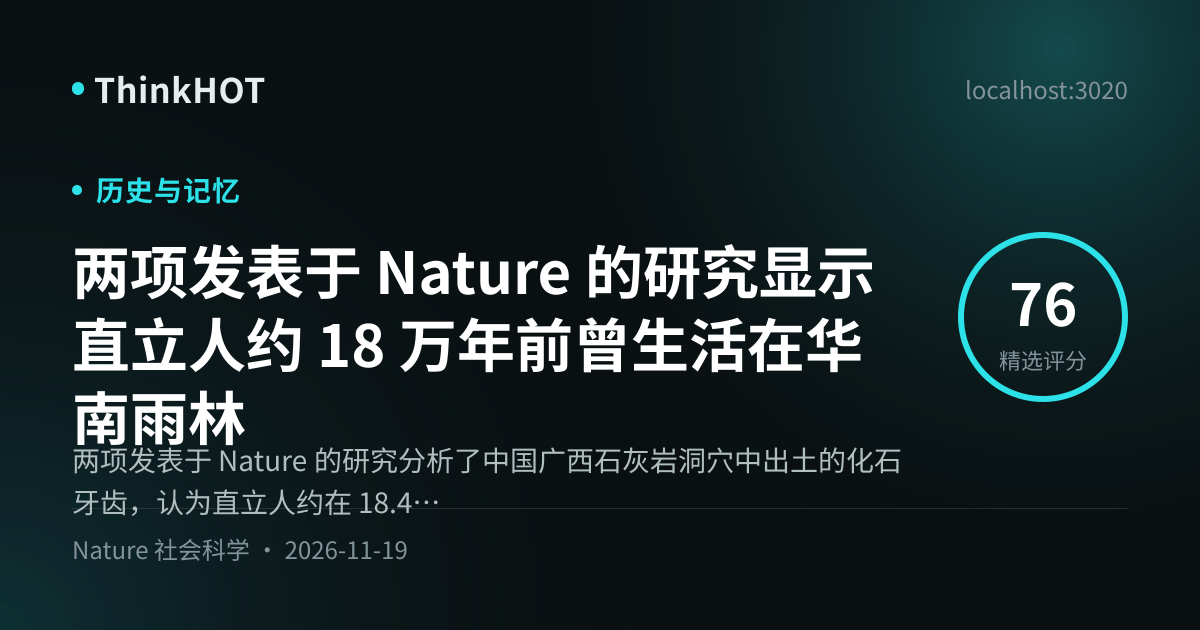 ThinkHOT
localhost:3020
历史与记忆
两项发表于 Nature 的研究显示
直立人约 18 万年前曾生活在华
南雨林
76
精选评分
两项发表于 Nature 的研究分析了中国广西石灰岩洞穴中出土的化石
牙齿，认为直立人约在 18.4…
Nature 社会科学 · 2026-11-19